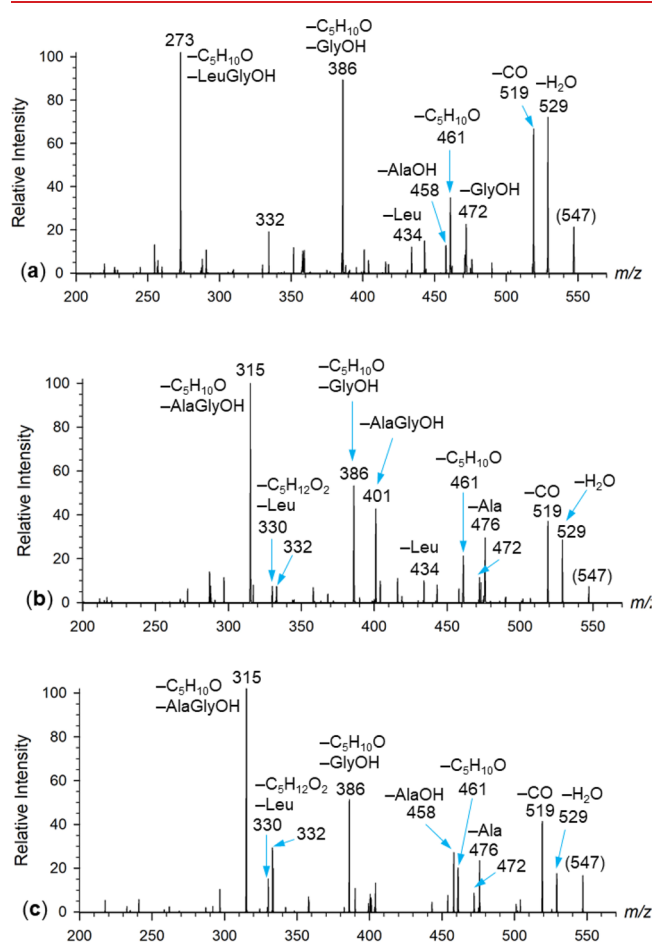 –C5H10O
–LeuGlyOH
273
–C5H10O
–GlyOH
386
–CO
519
–H2O
529
–C5H10O
461
–AlaOH
458
–GlyOH
472
–Leu
434
332
(547)
100
80
60
40
20
0
Relative Intensity
(a)
200 250 300 350 400 450 500 550 m/z
315
–C5H10O
–AlaGlyOH
–C5H10O
–GlyOH
386
–AlaGlyOH
401
–C5H10O
461
–CO
519
–H2O
529
–C5H12O2
–Leu
330
332
–Ala
476
472
–Leu
434
(547)
100
80
60
40
20
0
Relative Intensity
(b)
200 250 300 350 400 450 500 550
315
–C5H10O
–AlaGlyOH
–C5H10O
–GlyOH
386
–C5H10O
461
–AlaOH
458
–CO
519
–H2O
529
–C5H12O2
–Leu
330
332
–Ala
476
472
(547)
100
80
60
40
20
0
Relative Intensity
(c)
200 250 300 350 400 450 500 550 m/z